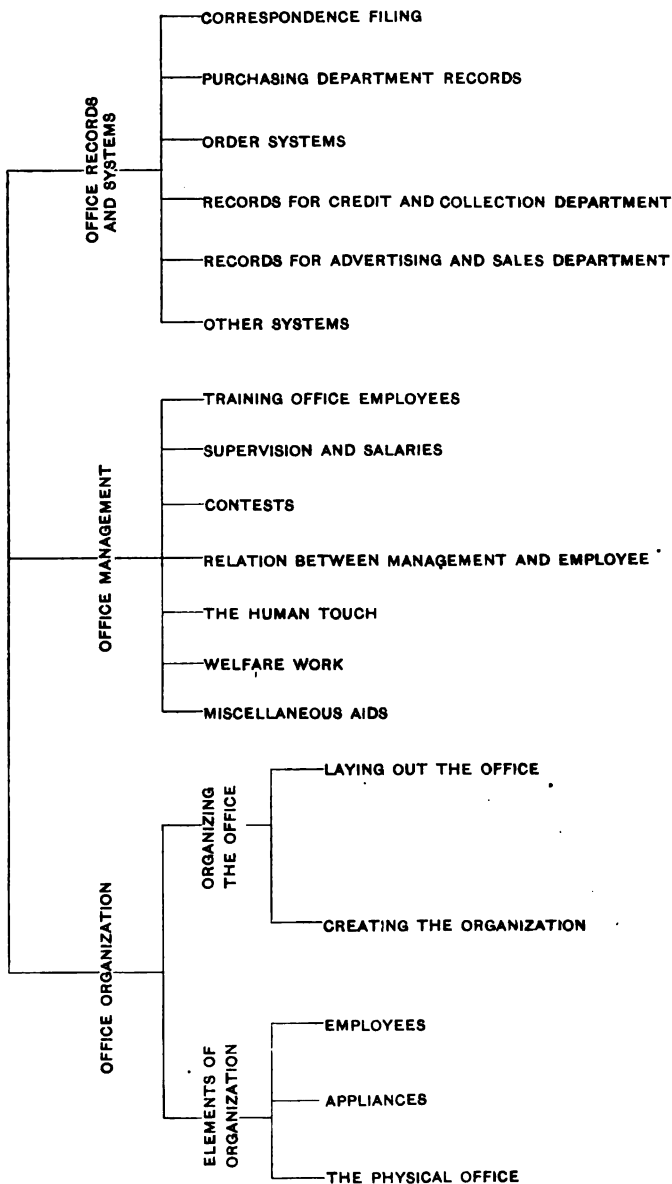 OFFICE RECORDS
AND SYSTEMS
CORRESPONDENCE FILING
PURCHASING DEPARTMENT RECORDS
ORDER SYSTEMS
RECORDS FOR CREDIT AND COLLECTION DEPARTMENT
RECORDS FOR ADVERTISING AND SALES DEPARTMENT
OTHER SYSTEMS
OFFICE MANAGEMENT
TRAINING OFFICE EMPLOYEES
SUPERVISION AND SALARIES
CONTESTS
RELATION BETWEEN MANAGEMENT AND EMPLOYEE
THE HUMAN TOUCH
WELFARE WORK
MISCELLANEOUS AIDS
OFFICE ORGANIZATION
ORGANIZING
THE OFFICE
LAYING OUT THE OFFICE
CREATING THE ORGANIZATION
ELEMENTS OF
ORGANIZATION
EMPLOYEES
APPLIANCES
THE PHYSICAL OFFICE